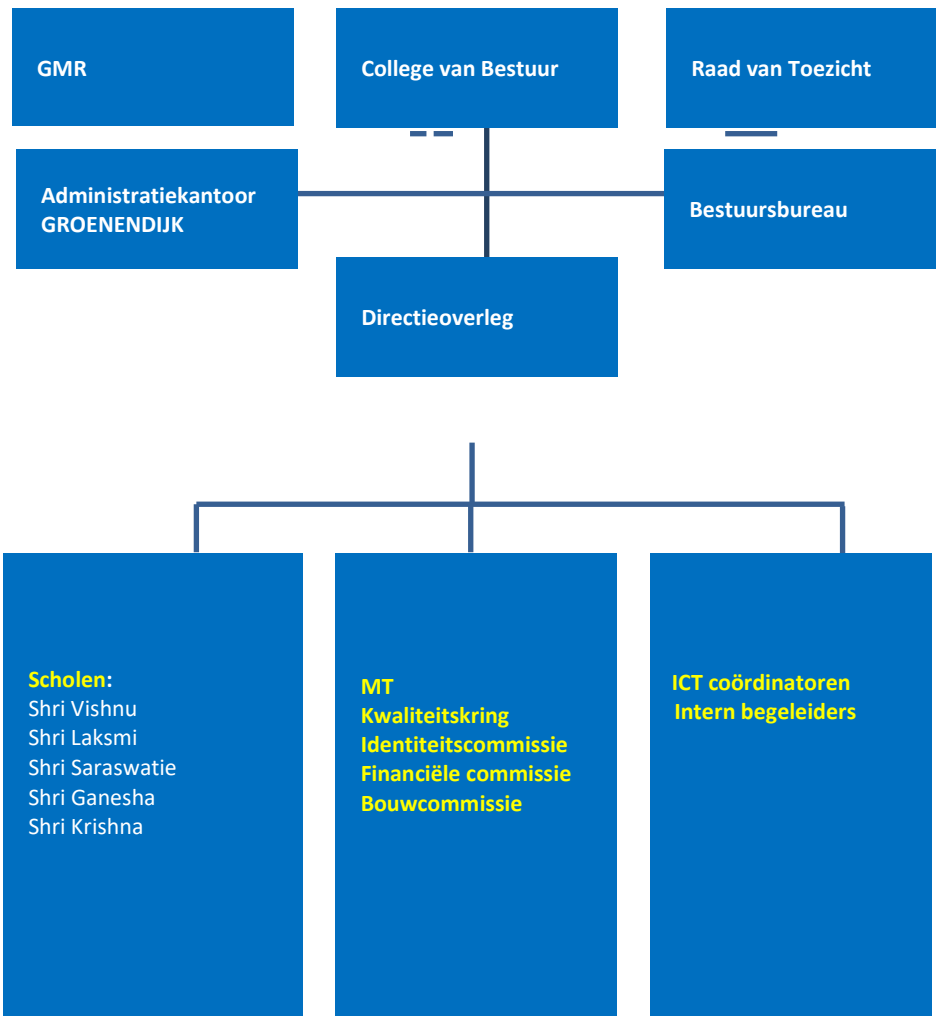 GMR
College van Bestuur
Raad van Toezicht
Administratiekantoor
GROENENDIJK
Bestuursbureau
Directieoverleg
Scholen:
Shri Vishnu
Shri Laksmi
Shri Saraswatie
Shri Ganesha
Shri Krishna
MT
Kwaliteitskring
Identiteitscommissie
Financiële commissie
Bouwcommissie
ICT coördinatoren
Intern begeleiders